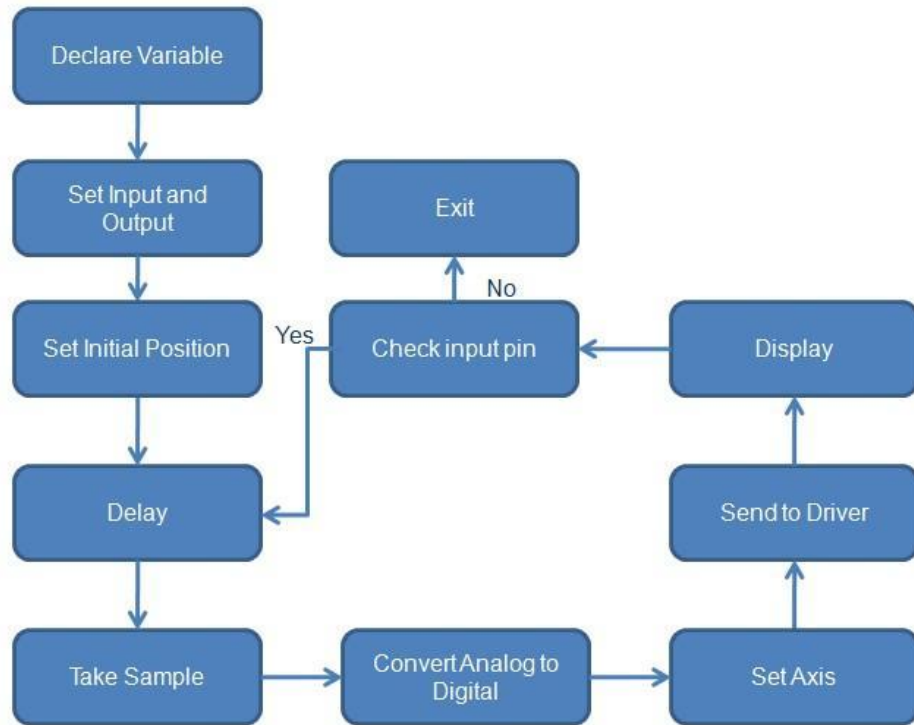 Declare Variable
Set Input and
Output
Exit
No
Yes
Set Initial Position
Check input pin
Display
Delay
Send to Driver
Take Sample
Convert Analog to
Digital
Set Axis